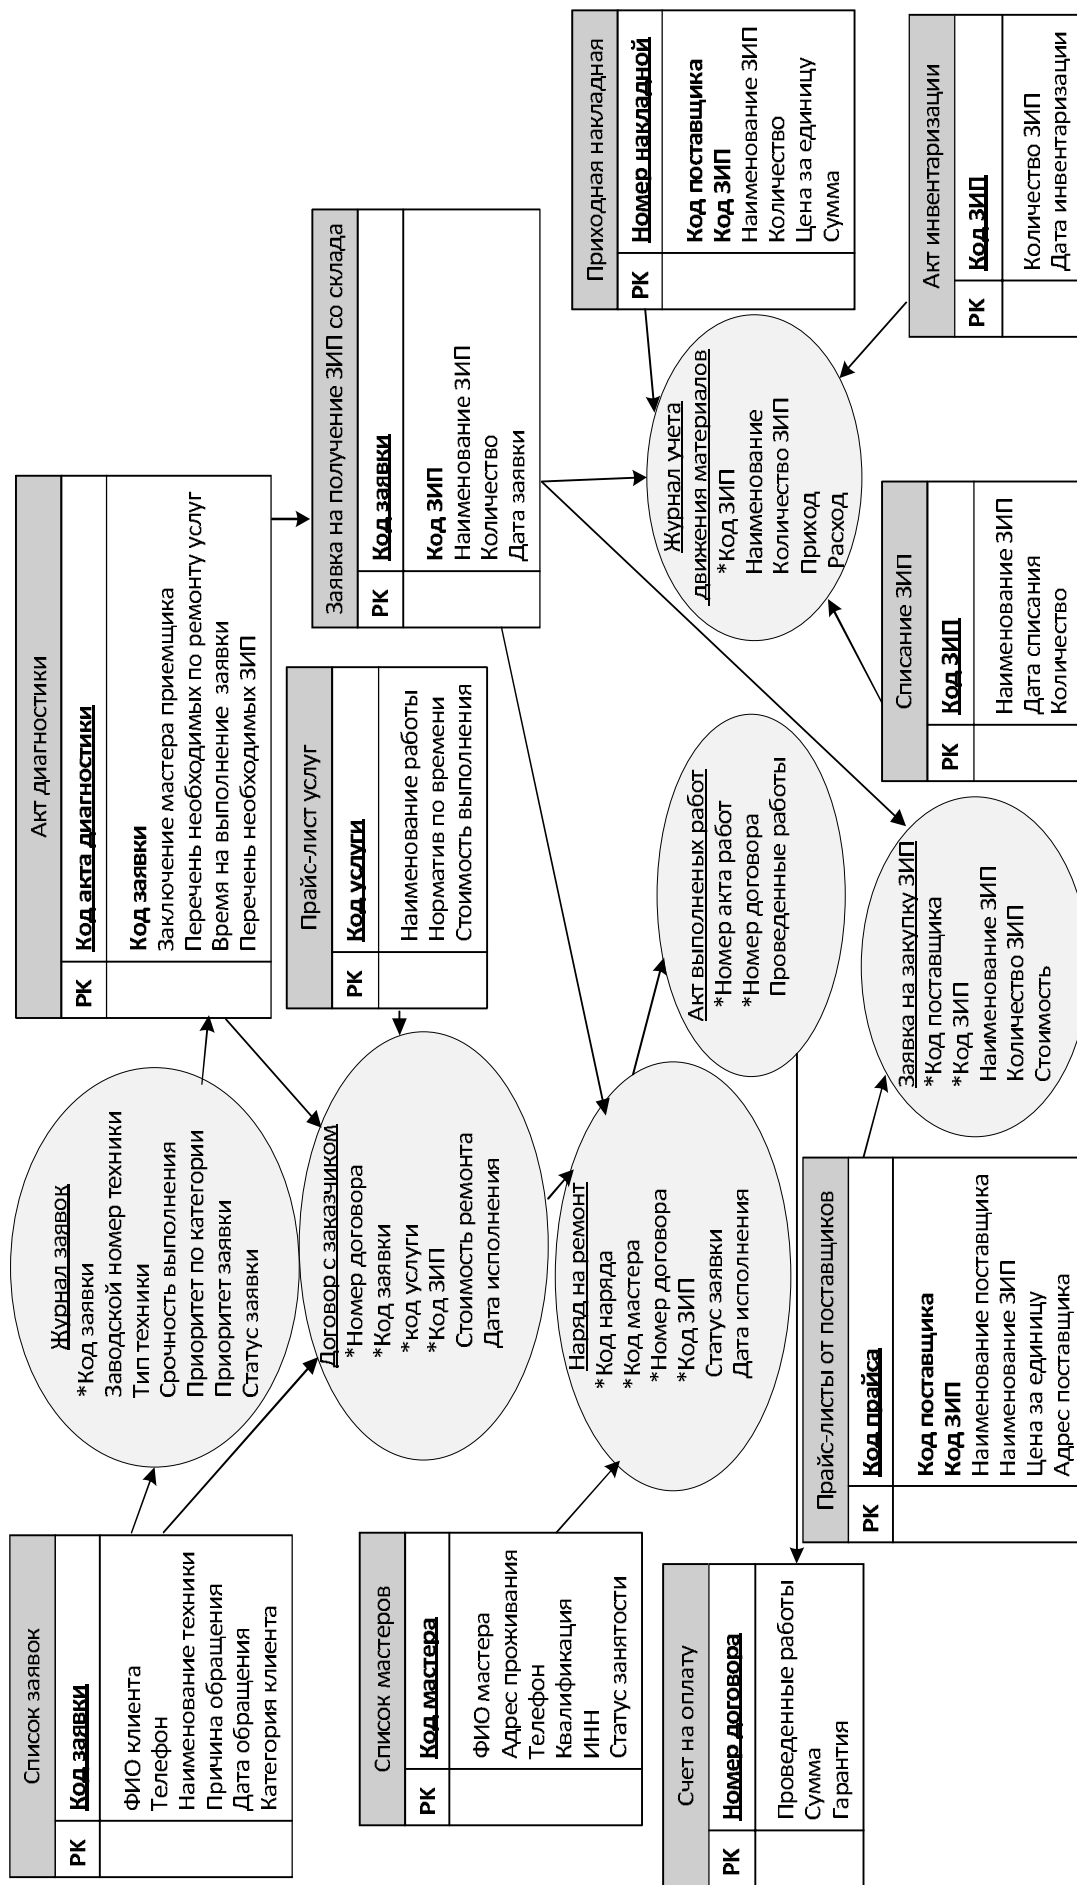 Список заявок
PK
Код заявки
ФИО клиента
Телефон
Наименование техники
Причина обращения
Дата обращения
Категория клиента
Журнал заявок
*Код заявки
Заводской номер техники
Тип техники
Срочность выполнения
Приоритет по категории
Приоритет заявки
Статус заявки
Акт диагностики
PK
Код акта диагностики
Код заявки
Заключение мастера приемщика
Перечень необходимых по ремонту услуг
Время на выполнение заявки
Перечень необходимых ЗИП
Прайс-лист услуг
PK
Код услуги
Наименование работы
Норматив по времени
Стоимость выполнения
Заявка на получение ЗИП со склада
PK
Код заявки
Код ЗИП
Наименование ЗИП
Количество
Дата заявки
Договор с заказчиком
*Номер договора
*Код заявки
*код услуги
*Код ЗИП
Стоимость ремонта
Дата исполнения
Список мастеров
PK
Код мастера
ФИО мастера
Адрес проживания
Телефон
Квалификация
ИНН
Статус занятости
Наряд на ремонт
*Код наряда
*Код мастера
*Номер договора
*Код ЗИП
Статус заявки
Дата исполнения
Акт выполненых работ
*Номер акта работ
*Номер договора
Проведенные работы
Журнал учета
движения материалов
*Код ЗИП
Наименование
Количество ЗИП
Приход
Расход
Приходная накладная
PK
Номер накладной
Код поставщика
Код ЗИП
Наименование ЗИП
Количество
Цена за единицу
Сумма
Счет на оплату
PK
Номер договора
Проведенные работы
Сумма
Гарантия
Прайс-листы от поставщиков
PK
Код прайса
Код поставщика
Код ЗИП
Наименование поставщика
Наименование ЗИП
Цена за единицу
Адрес поставщика
Заявка на закупку ЗИП
*Код поставщика
*Код ЗИП
Наименование ЗИП
Количество ЗИП
Стоимость
Списание ЗИП
PK
Код ЗИП
Наименование ЗИП
Дата списания
Количество
Акт инвентаризации
PK
Код ЗИП
Количество ЗИП
Дата инвентаризации